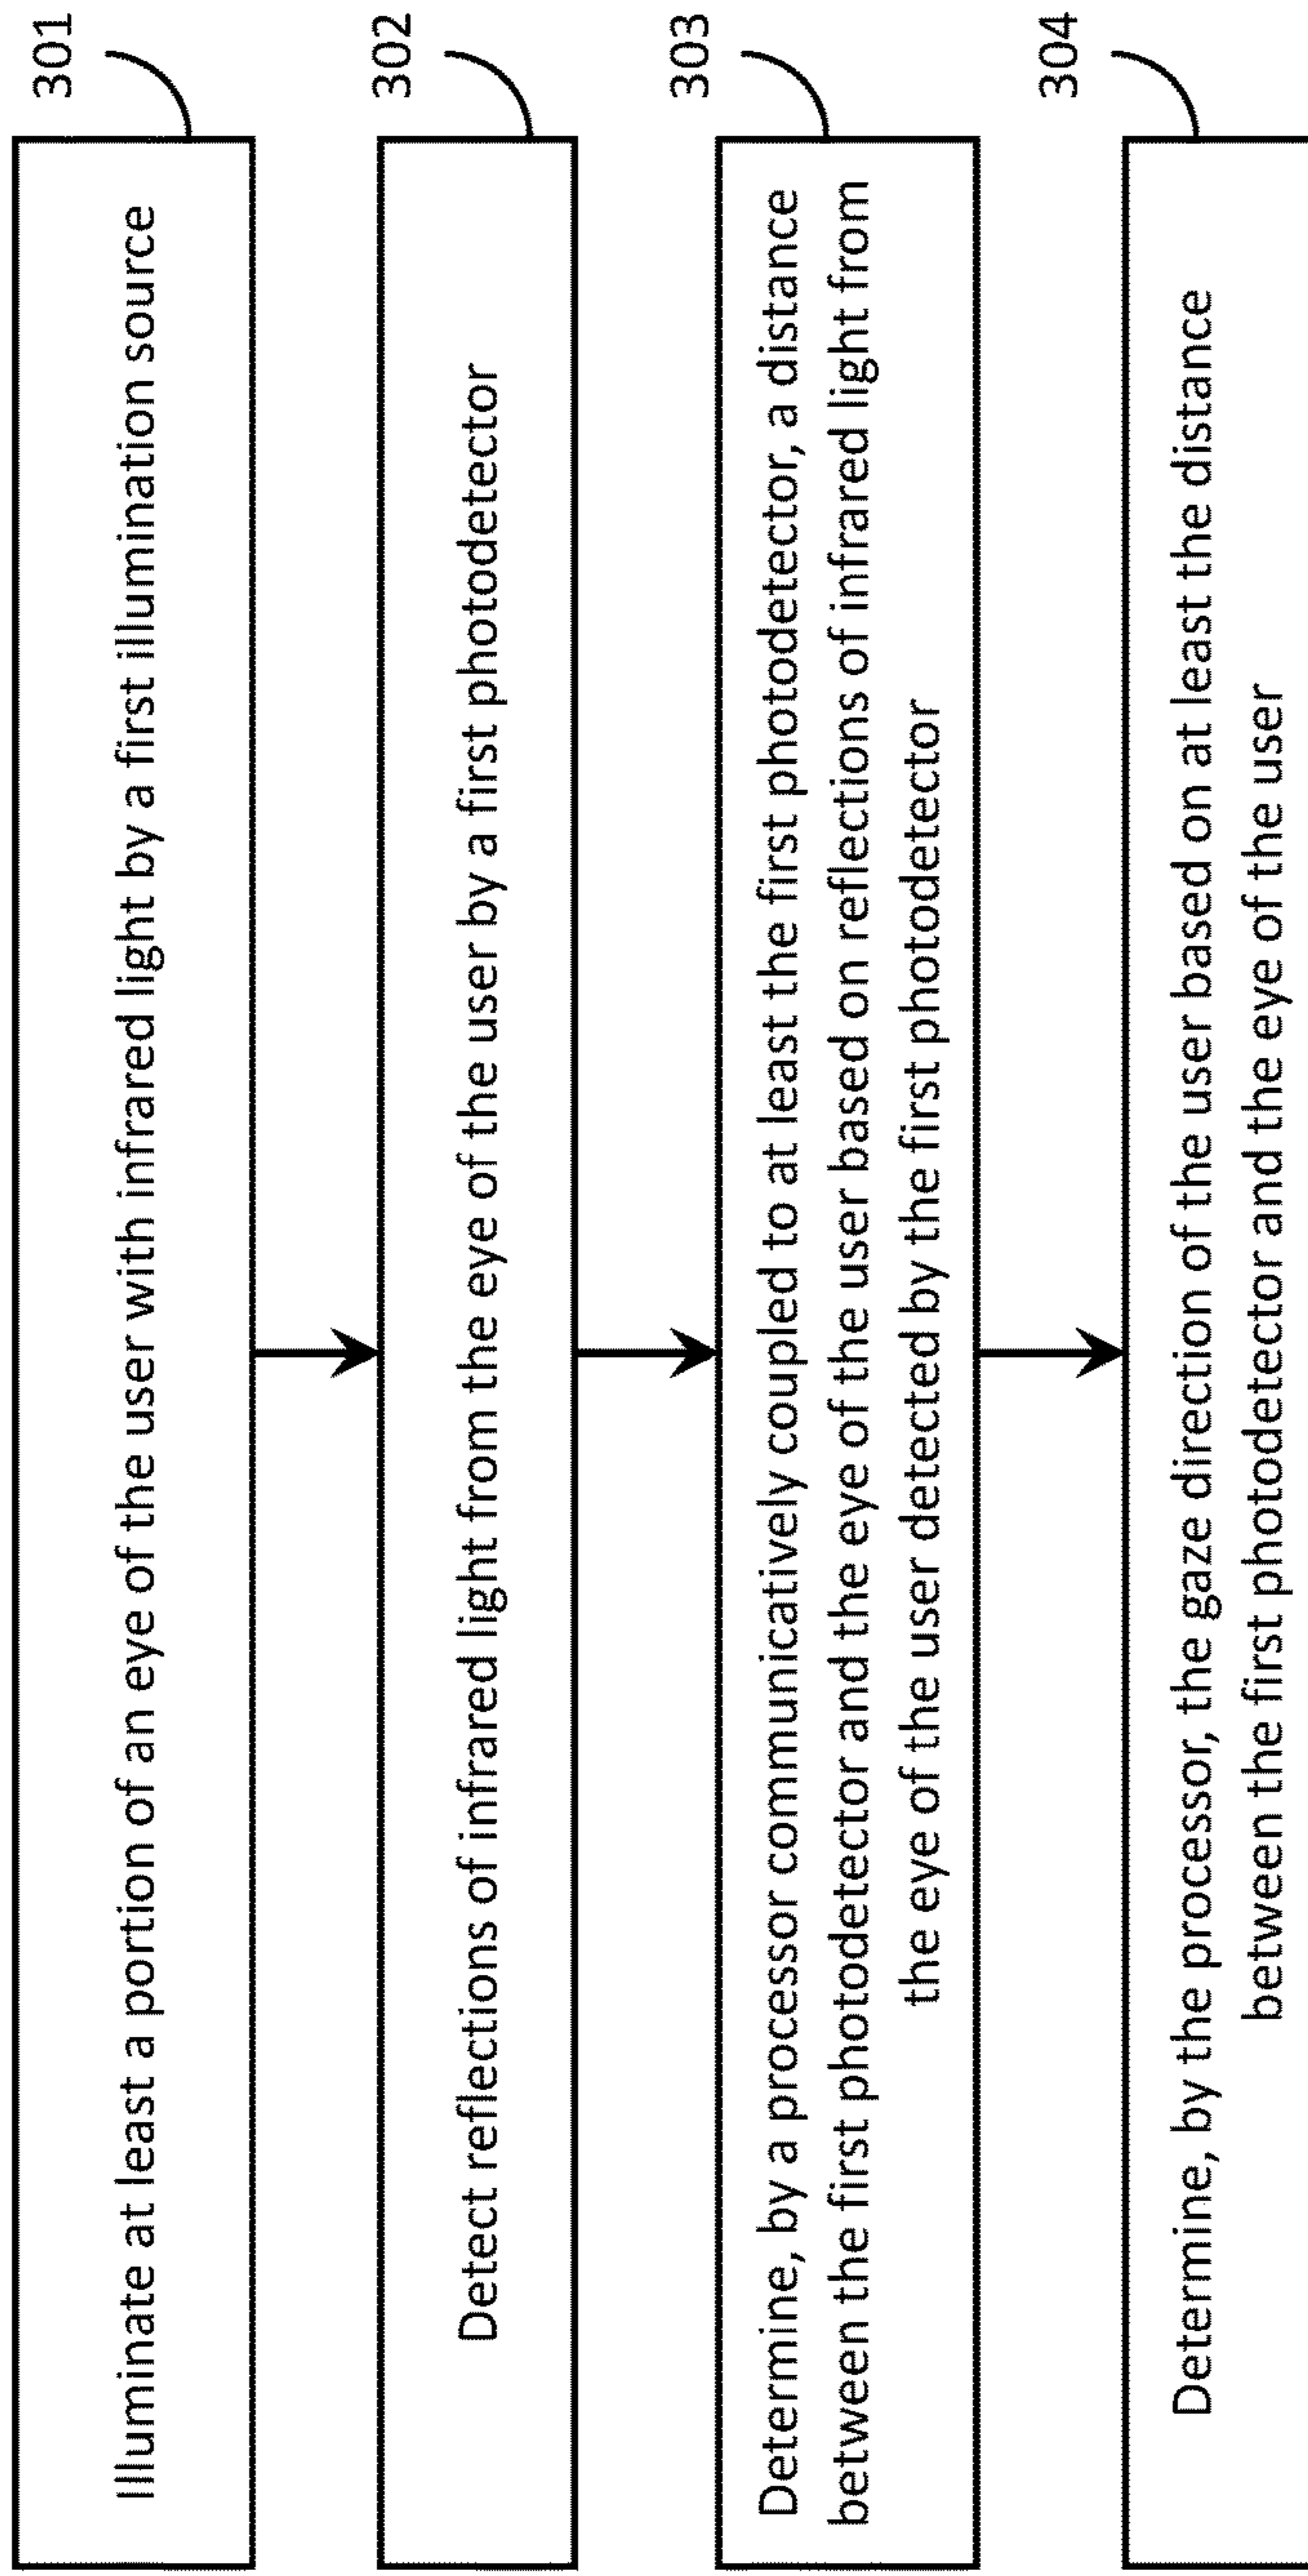 301
Illuminate at least a portion of an eye of the user with infrared light by a first illumination source
302
Detect reflections of infrared light from the eye of the user by a first photodetector
303
Determine, by a processor communicatively coupled to at least the first photodetector, a distance
between the first photodetector and the eye of the user based on reflections of infrared light from
the eye of the user detected by the first photodetector
304
Determine, by the processor, the gaze direction of the user based on at least the distance
between the first photodetector and the eye of the user